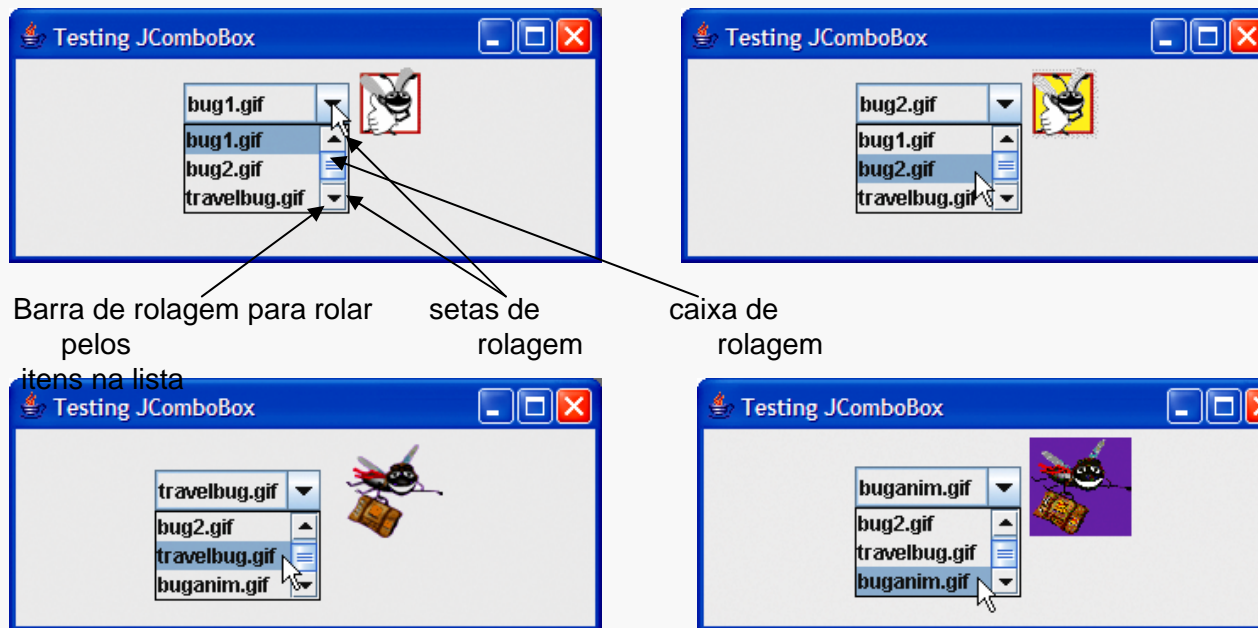 Testing JComboBox
bug1.gif
bug1.gif
bug2.gif
travelbug.gif
Testing JComboBox
bug2.gif
bug1.gif
bug2.gif
travelbug.gif
Barra de rolagem para rolar
pelos
itens na lista
setas de
rolagem
caixa de
rolagem
Testing JComboBox
travelbug.gif
bug2.gif
travelbug.gif
buganim.gif
Testing JComboBox
buganim.gif
bug2.gif
travelbug.gif
buganim.gif